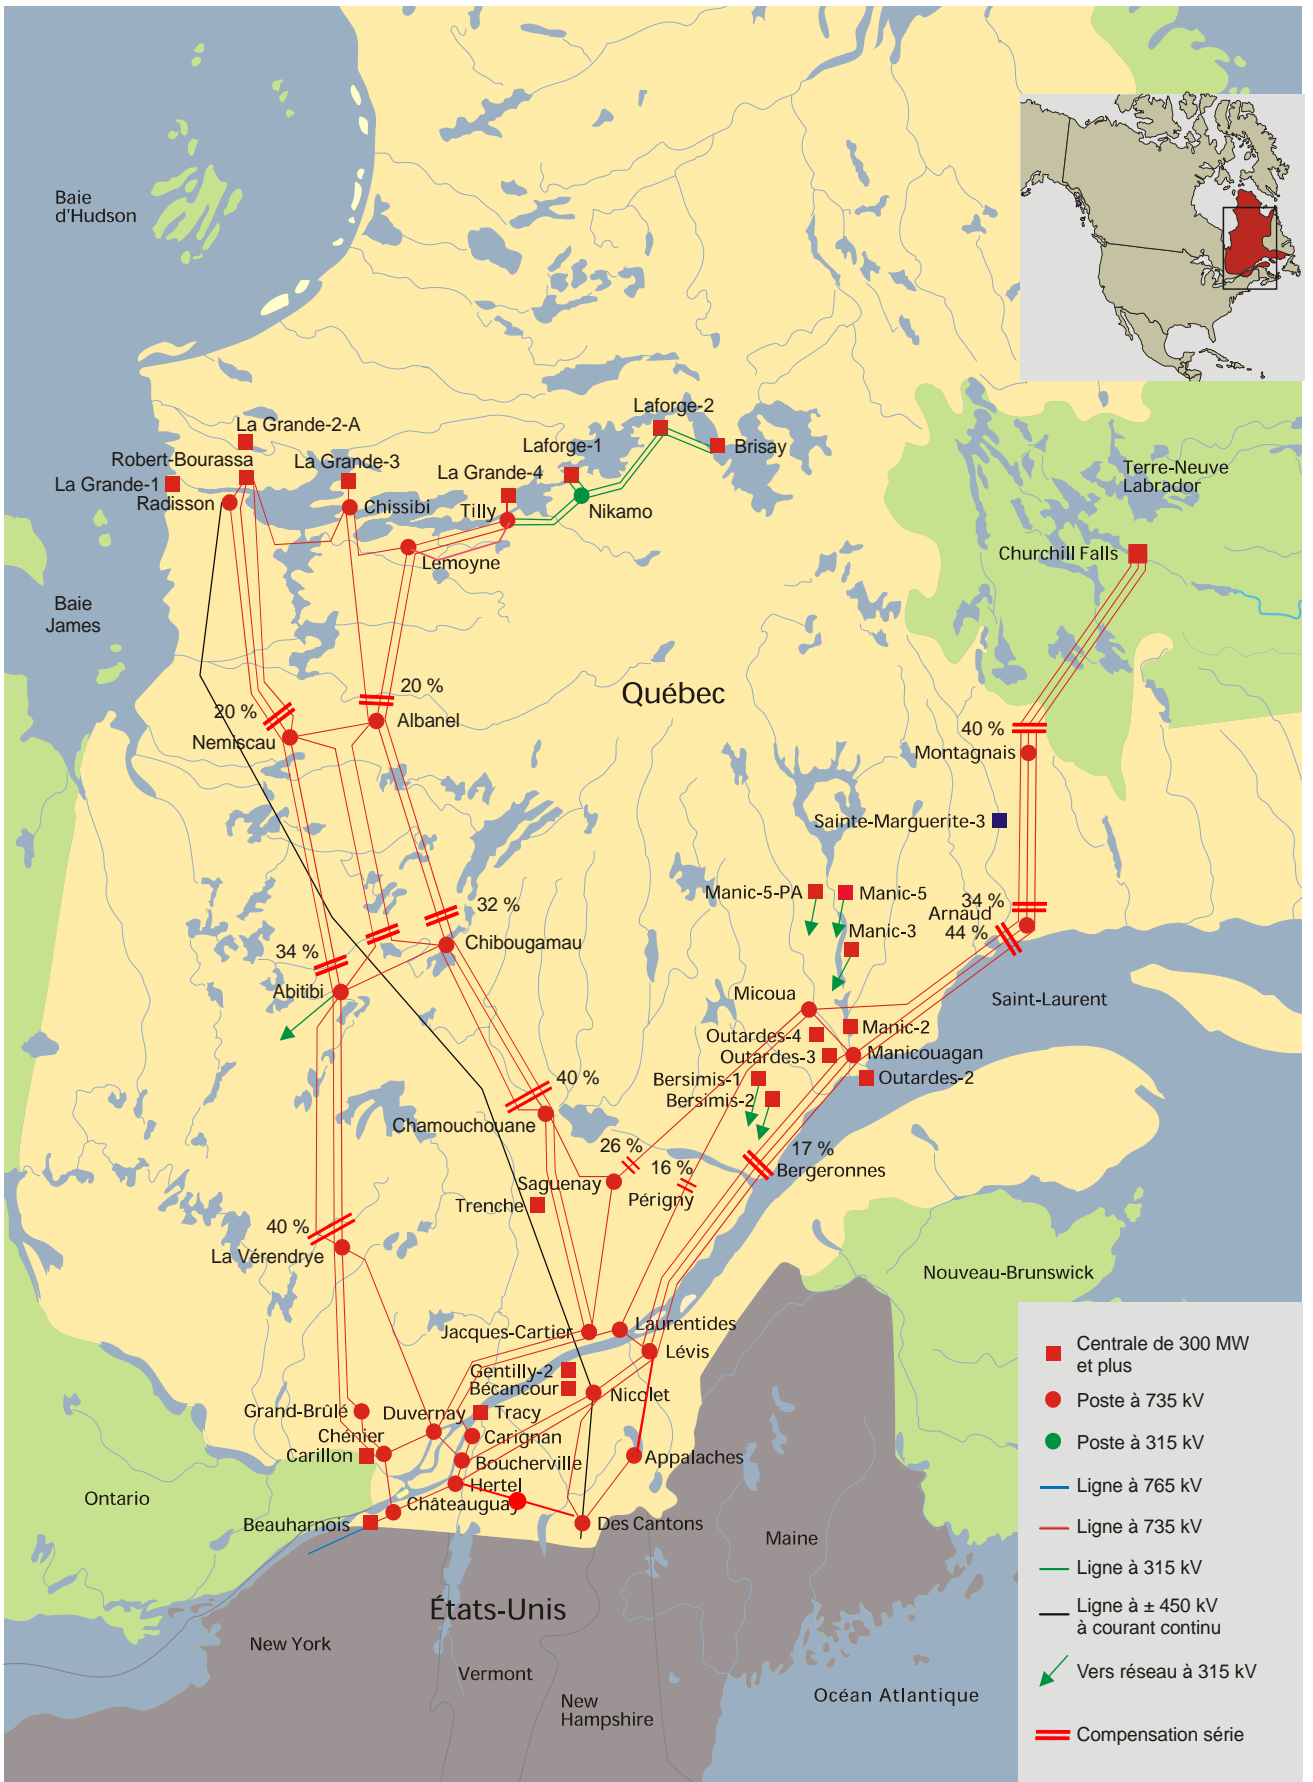 Baie
d'Hudson
Laforge-2
La Grande-2-A
Laforge-1
Brisay
Robert-Bourassa
La Grande-3
La Grande-4
Terre-Neuve
Labrador
La Grande-1
Radisson
Chissibi
Tilly
Nikamo
Churchill Falls
Lemoyne
Baie
James
20 %
Québec
20 %
Albanel
40 %
Nemiscau
Montagnais
Sainte-Marguerite-3
Manic-5-PA
Manic-5
34 %
32 %
Arnaud
44 %
Manic-3
Chibougamau
34 %
Abitibi
Micoua
Saint-Laurent
Manic-2
Outardes-4
Outardes-3
Manicouagan
Bersimis-1
Outardes-2
40 %
Bersimis-2
Chamouchouane
26 %
17 %
16 %
Bergeronnes
Saguenay
Périgny
Trenche
40 %
La Vérendrye
Nouveau-Brunswick
Jacques-Cartier
Laurentides
Lévis
Gentilly-2
Bécancour
Nicolet
Grand-Brûlé
Duvernay
Tracy
Chénier
Carignan
Carillon
Boucherville
Appalaches
Hertel
Ontario
Châteauguay
Beauharnois
Des Cantons
Maine
États-Unis
New York
Vermont
New
Hampshire
Océan Atlantique
Centrale de 300 MW
et plus
Poste à 735 kV
Poste à 315 kV
Ligne à 765 kV
Ligne à 735 kV
Ligne à 315 kV
Ligne à ± 450 kV
à courant continu
Vers réseau à 315 kV
Compensation série